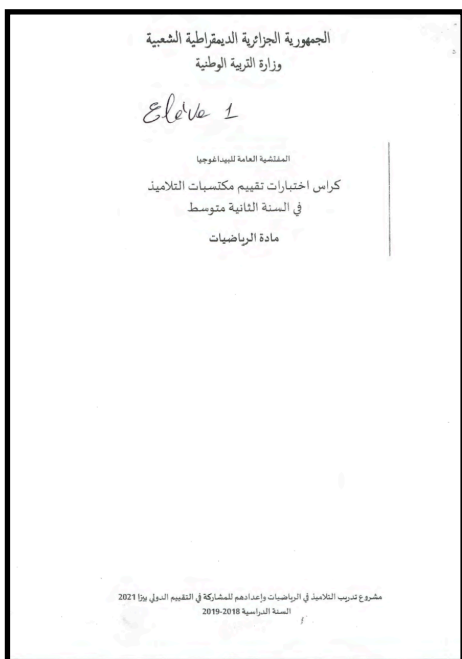 الجمهورية الجزائرية الديمقراطية الشعبية
وزارة التربية الوطنية
Elève 1
المفتشية العامة للبيداغوجيا
كراس اختبارات تقييم مكتسبات التلاميذ
في السنة الثانية متوسط
مادة الرياضيات
مشروع تدريب التلاميذ في الرياضيات وإعدادهم للمشاركة في التقييم الدولي بيزا 2021
السنة الدراسية 2018-2019